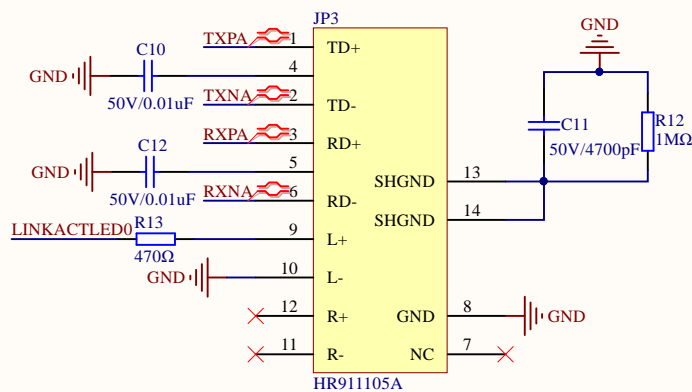 JP3
TXPA 1 TD+
C10
GND 4
50V/0.01uF
TXNA 2 TD-
RXPA 3 RD+
C12
GND 5
50V/0.01uF
RXNA 6 RD-
LINKACTLED0 R13 9 L+
470Ω
GND 10 L-
12 R+
11 R-
HR911105A
SHGND 13
SHGND 14
GND 8 GND
NC 7
GND
C11
50V/4700pF
R12
1MΩ